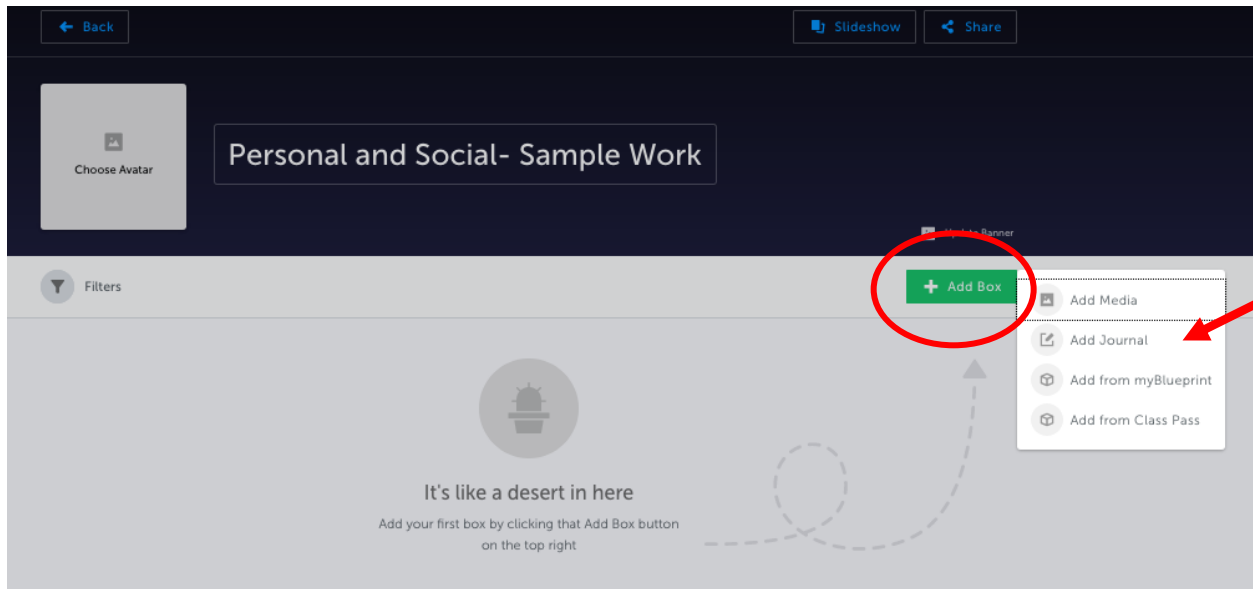 Back
Slideshow
Share
Choose Avatar
Personal and Social- Sample Work
Update Banner
Filters
Add Box
Add Media
Add Journal
Add from myBlueprint
Add from Class Pass
It's like a desert in here
Add your first box by clicking that Add Box button
on the top right